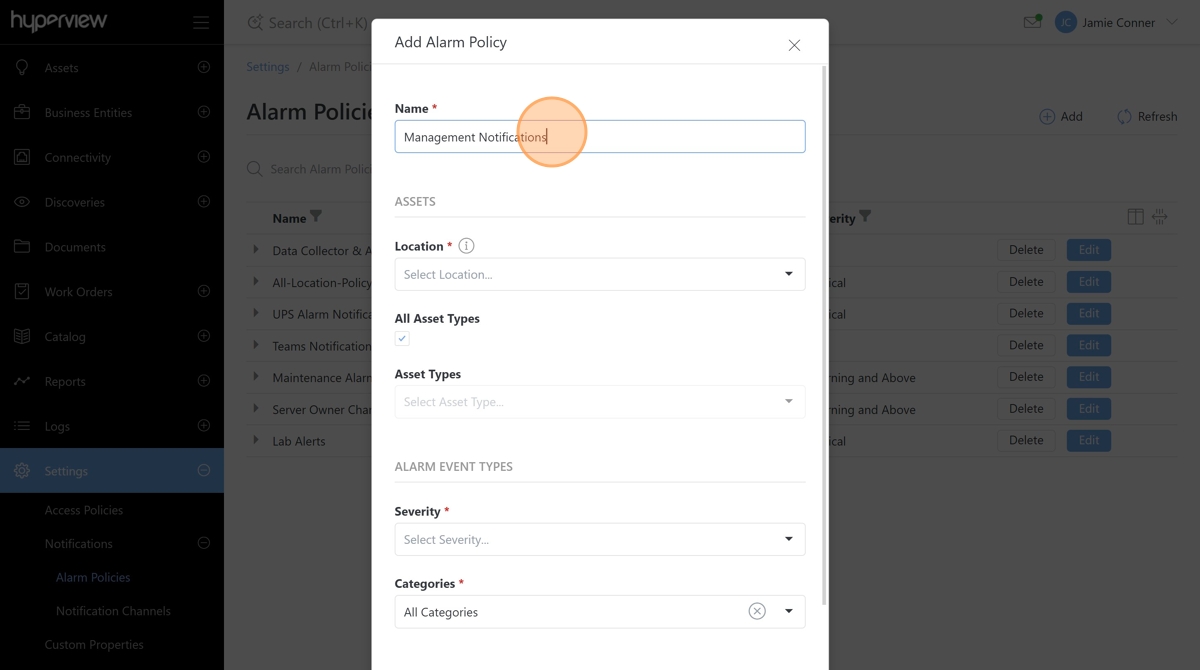 hyperview
Search (Ctrl+K)
JC Jamie Conner
Assets
Business Entities
Connectivity
Discoveries
Documents
Work Orders
Catalog
Reports
Logs
Settings
Access Policies
Notifications
Alarm Policies
Notification Channels
Custom Properties
Settings / Alarm Polici
Alarm Policie
Add Refresh
Search Alarm Polic
Name erity
Data Collector & A Delete Edit
All-Location-Policy ical Delete Edit
UPS Alarm Notifica ical Delete Edit
Teams Notification ical Delete Edit
Maintenance Alarm rning and Above Delete Edit
Server Owner Chan rning and Above Delete Edit
Lab Alerts ical Delete Edit
Add Alarm Policy
Name *
Management Notifications
ASSETS
Location *
Select Location...
All Asset Types
Asset Types
Select Asset Type...
ALARM EVENT TYPES
Severity *
Select Severity...
Categories *
All Categories